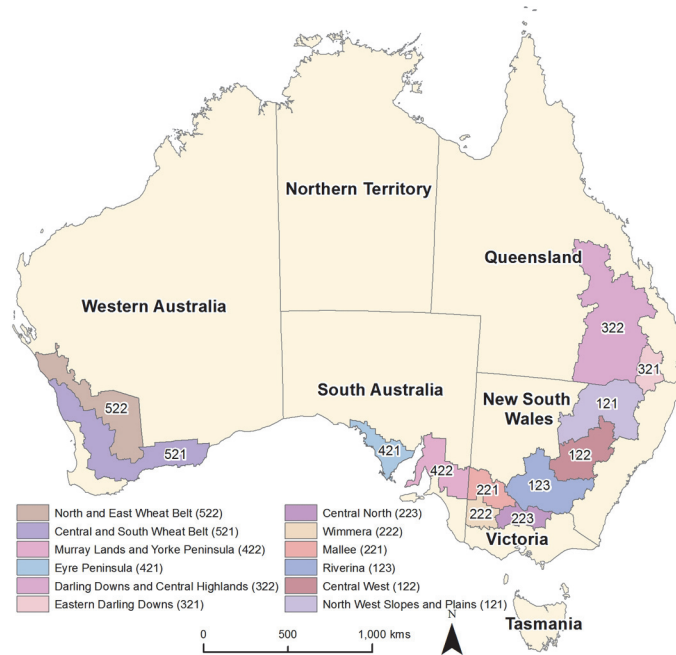 Northern Territory
Queensland
Western Australia
322
321
South Australia
New South
Wales
121
522
122
421
521
422
221
123
222
223
Victoria
North and East Wheat Belt (522)
Central and South Wheat Belt (521)
Murray Lands and Yorke Peninsula (422)
Eyre Peninsula (421)
Darling Downs and Central Highlands (322)
Eastern Darling Downs (321)
Central North (223)
Wimmera (222)
Mallee (221)
Riverina (123)
Central West (122)
North West Slopes and Plains (121)
N
Tasmania
0 500 1,000 kms